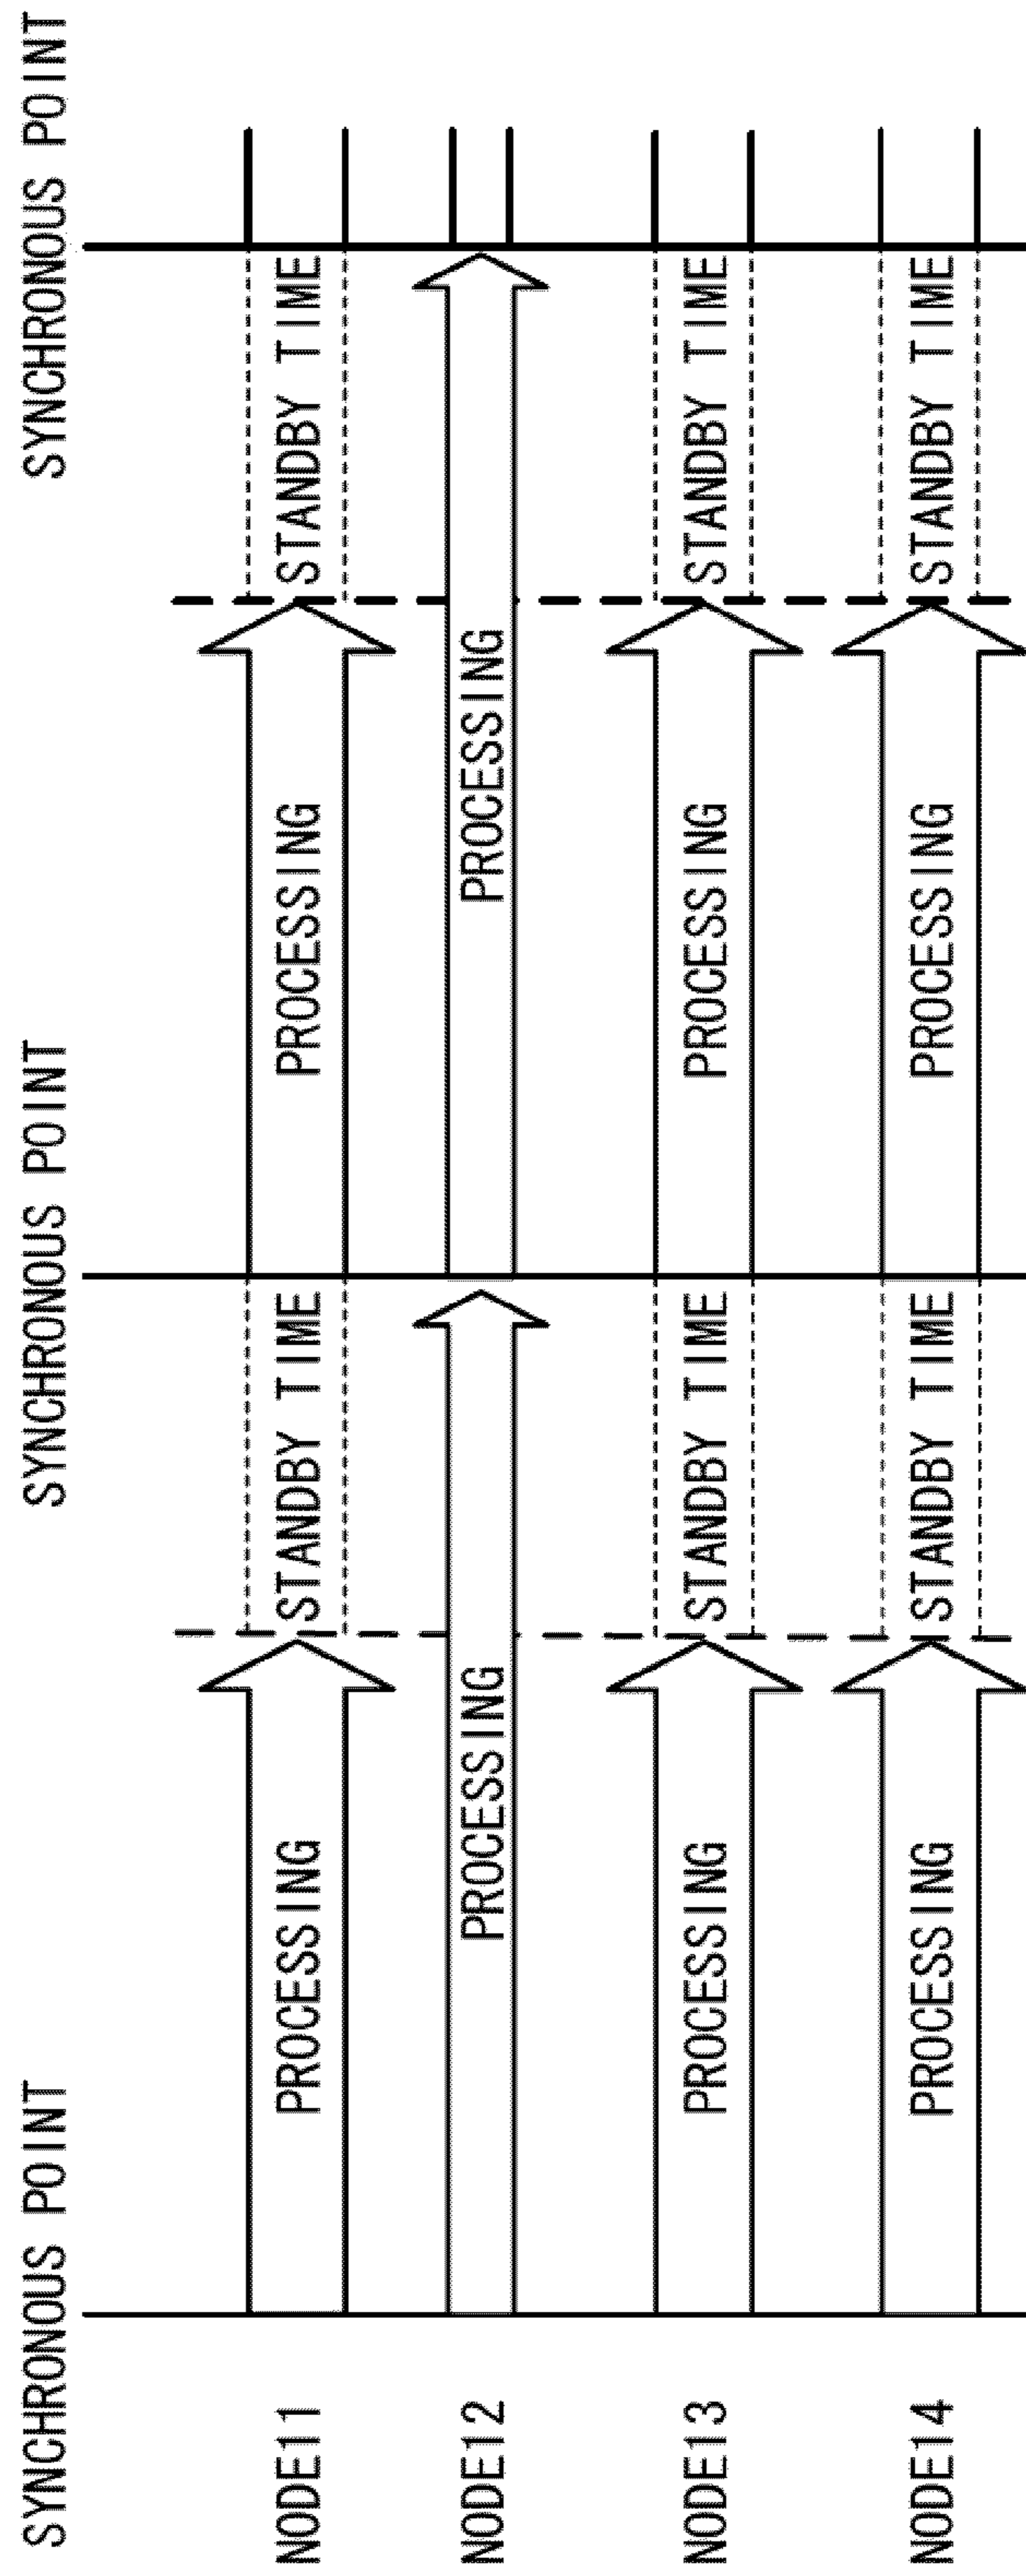 SYNCHRONOUS POINT
SYNCHRONOUS POINT
SYNCHRONOUS POINT
NODE11
PROCESSING
STANDBY TIME
PROCESSING
STANDBY TIME
NODE12
PROCESSING
PROCESSING
NODE13
PROCESSING
STANDBY TIME
PROCESSING
STANDBY TIME
NODE14
PROCESSING
STANDBY TIME
PROCESSING
STANDBY TIME